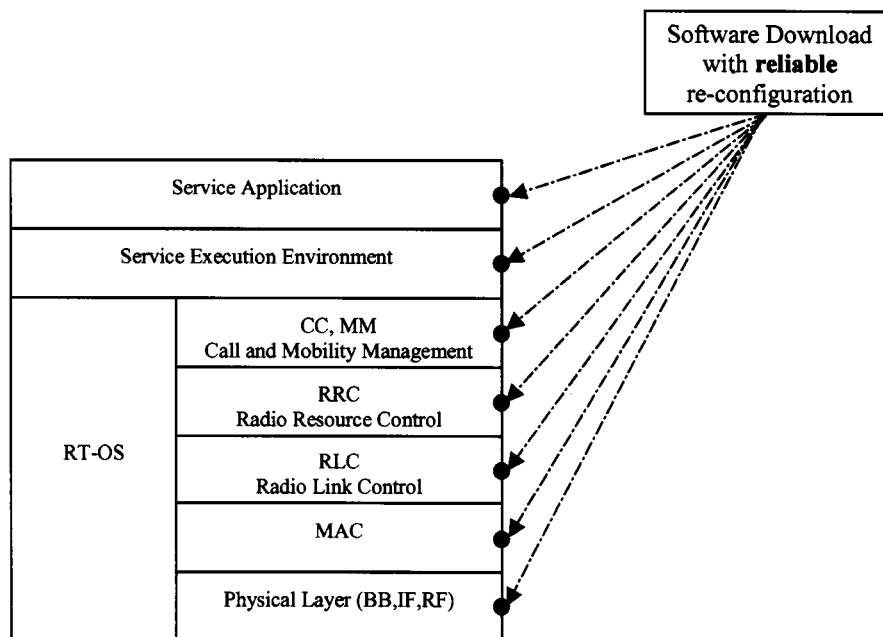 Software Download
with reliable
re-configuration
Service Application
Service Execution Environment
CC, MM
Call and Mobility Management
RRC
Radio Resource Control
RT-OS
RLC
Radio Link Control
MAC
Physical Layer (BB,IF,RF)